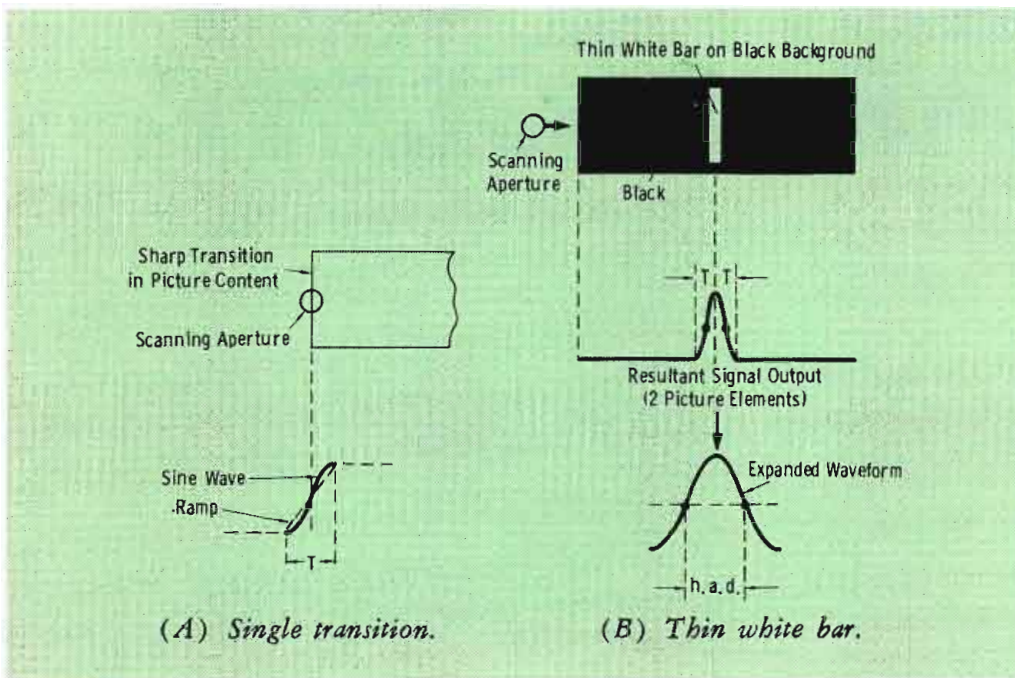 Sharp Transition
in Picture Content
Scanning Aperture
Sine Wave
.Ramp
T
(A) Single transition.
Thin White Bar on Black Background
Scanning
Aperture
Black
T T
Resultant Signal Output
(2 Picture Elements)
Expanded Waveform
h.a.d.
(B) Thin white bar.